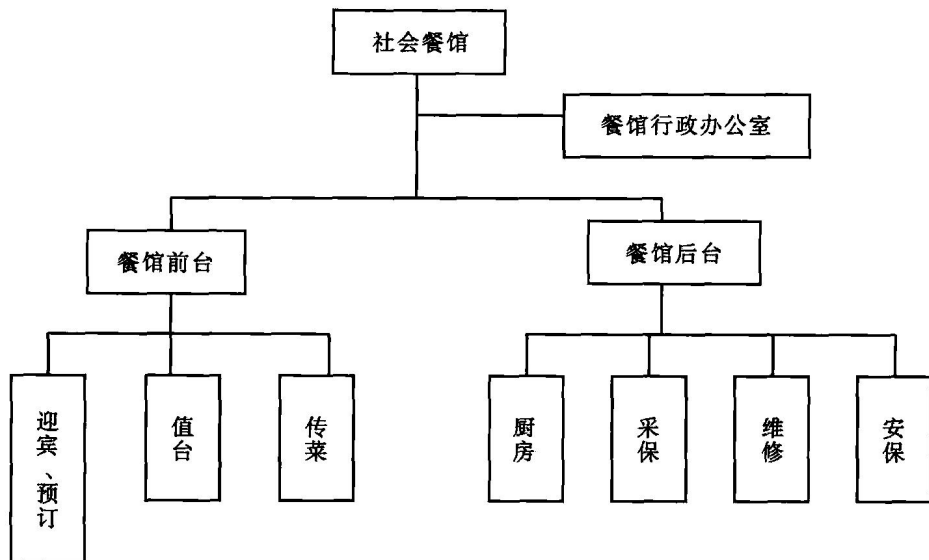 社会餐馆
餐馆行政办公室
餐馆前台
餐馆后台
迎宾、预订
值台
传菜
厨房
采保
维修
安保